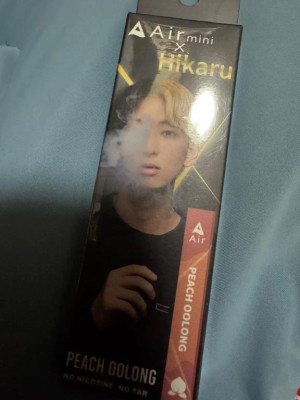 Air mini
×
Hikaru
Air
PEACH OOLONG
PEACH OOLONG
NO NICOTINE NO TAR